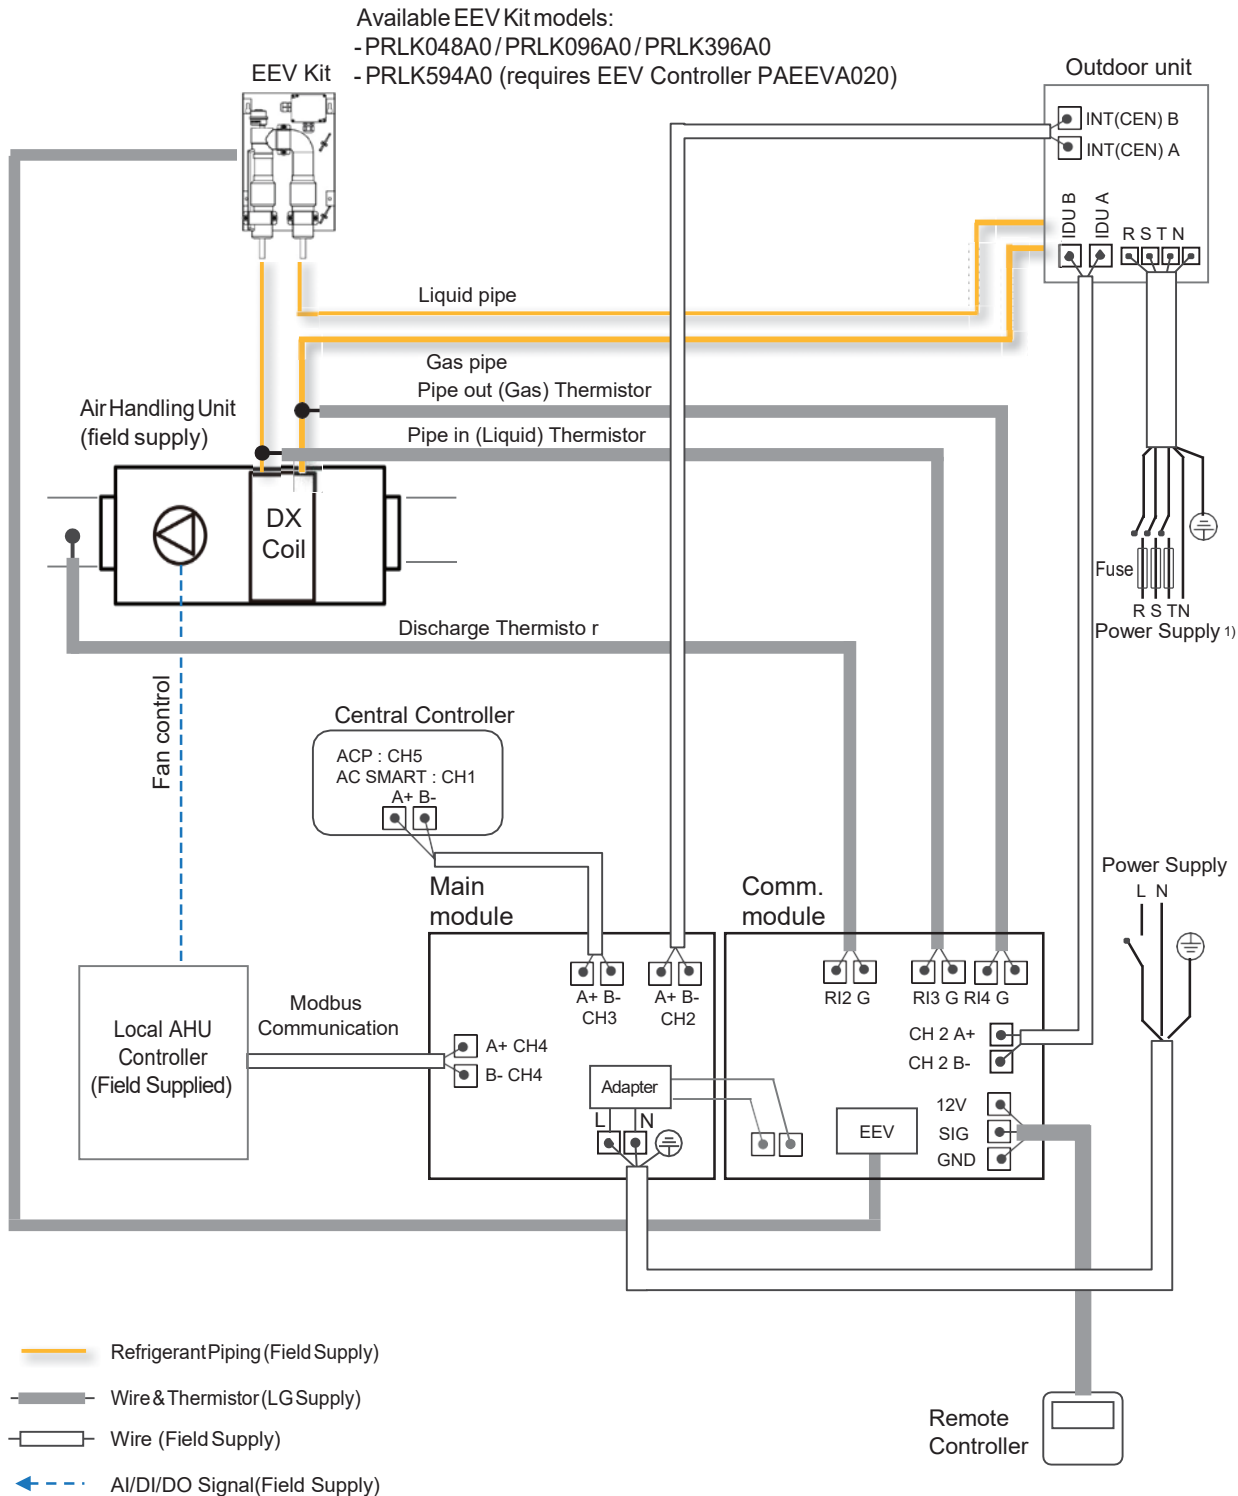 Available EEV Kit models:
- PRLK048A0 / PRLK096A0 / PRLK396A0
- PRLK594A0 (requires EEV Controller PAEEVA020)
EEV Kit
Outdoor unit
INT(CEN) B
INT(CEN) A
IDU B
IDU A
R S T N
Liquid pipe
Gas pipe
Pipe out (Gas) Thermistor
Pipe in (Liquid) Thermistor
Air Handling Unit
(field supply)
DX
Coil
Fuse
R S TN
Power Supply 1)
Discharge Thermisto r
Fan control
Central Controller
ACP : CH5
AC SMART : CH1
A+ B-
Main
module
Comm.
module
Power Supply
L N
A+ B-
CH3
A+ B-
CH2
RI2 G
RI3 G
RI4 G
Modbus
Communication
Local AHU
Controller
(Field Supplied)
A+ CH4
B- CH4
CH 2 A+
CH 2 B-
Adapter
L N
EEV
12V
SIG
GND
Refrigerant Piping (Field Supply)
Wire & Thermistor (LG Supply)
Wire (Field Supply)
AI/DI/DO Signal(Field Supply)
Remote
Controller